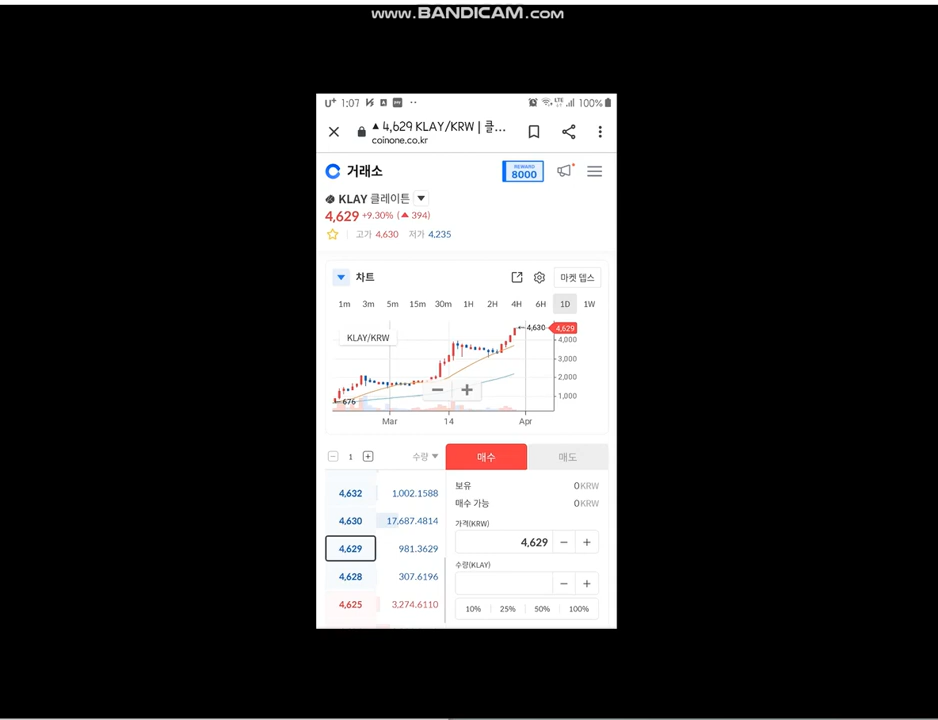 www.BANDICAM.com
U+ 1:07 LTE 100%
▲ 4,629 KLAY/KRW | 클...
coinone.co.kr
거래소 REWARD 8000
KLAY 클레이튼
4,629 +9.30% (▲ 394)
고가 4,630 저가 4,235
차트 마켓 뎁스
1m 3m 5m 15m 30m 1H 2H 4H 6H 1D 1W
KLAY/KRW
4,630 4,629
4,000
3,000
2,000
1,000
676
Mar 14 Apr
1 수량 매수 매도
4,632 1,002.1588
4,630 17,687.4814
4,629 981.3629
4,628 307.6196
4,625 3,274.6110
보유 0KRW
매수 가능 0KRW
가격(KRW)
4,629 − +
수량(KLAY)
− +
10% 25% 50% 100%